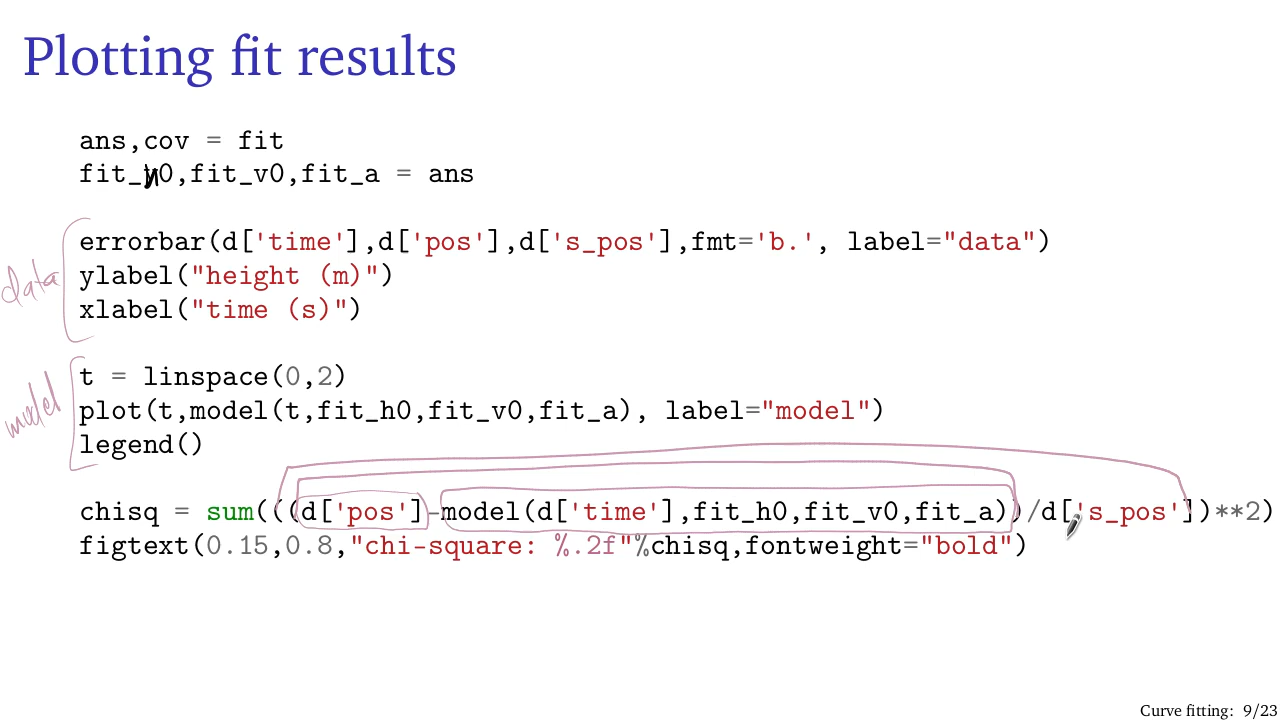 Plotting fit results
ans,cov = fit
fit_h0,fit_v0,fit_a = ans
data
errorbar(d['time'],d['pos'],d['s_pos'],fmt='b.', label="data")
ylabel("height (m)")
xlabel("time (s)")
model
t = linspace(0,2)
plot(t,model(t,fit_h0,fit_v0,fit_a), label="model")
legend()
chisq = sum(((d['pos']-model(d['time'],fit_h0,fit_v0,fit_a))/d['s_pos'])**2)
figtext(0.15,0.8,"chi-square: %.2f"%chisq,fontweight="bold")
Curve fitting: 9/23